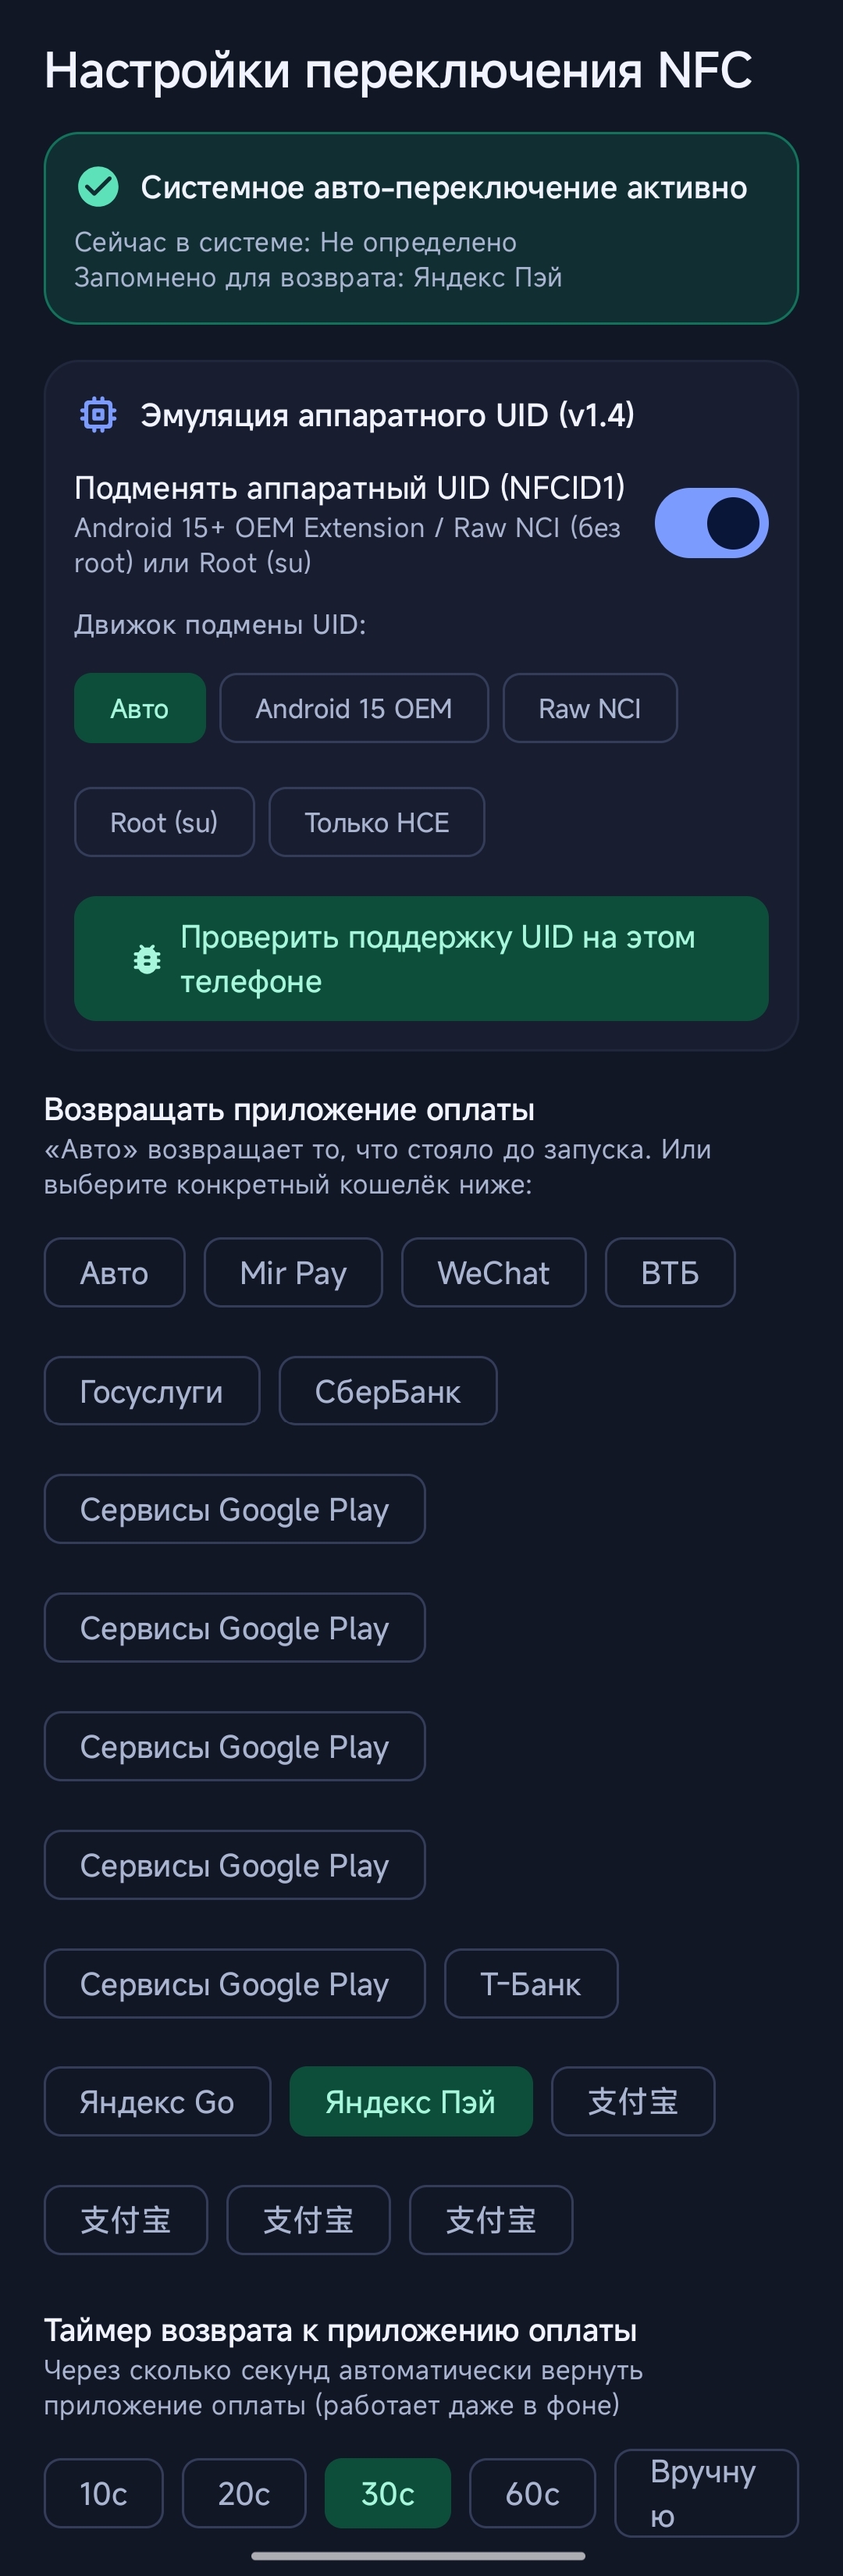 Настройки переключения NFC
Системное авто-переключение активно
Сейчас в системе: Не определено
Запомнено для возврата: Яндекс Пэй
Эмуляция аппаратного UID (v1.4)
Подменять аппаратный UID (NFCID1)
Android 15+ OEM Extension / Raw NCI (без
root) или Root (su)
Движок подмены UID:
Авто
Android 15 OEM
Raw NCI
Root (su)
Только HCE
Проверить поддержку UID на этом
телефоне
Возвращать приложение оплаты
«Авто» возвращает то, что стояло до запуска. Или
выберите конкретный кошелёк ниже:
Авто
Mir Pay
WeChat
ВТБ
Госуслуги
СберБанк
Сервисы Google Play
Сервисы Google Play
Сервисы Google Play
Сервисы Google Play
Сервисы Google Play
Т-Банк
Яндекс Go
Яндекс Пэй
支付宝
支付宝
支付宝
支付宝
Таймер возврата к приложению оплаты
Через сколько секунд автоматически вернуть
приложение оплаты (работает даже в фоне)
10с
20с
30с
60с
Вручну
ю